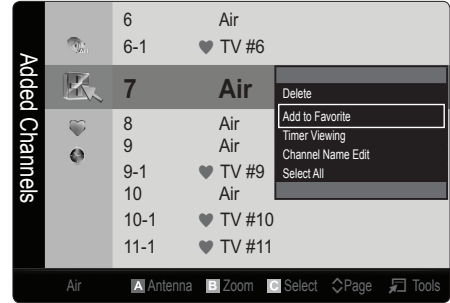 Added Channels
All
6 Air
6-1 ♥ TV #6
7 Air
8 Air
9 Air
9-1 ♥ TV #9
10 Air
10-1 ♥ TV #10
11-1 ♥ TV #11
Delete
Add to Favorite
Timer Viewing
Channel Name Edit
Select All
Air A Antenna B Zoom C Select Page Tools